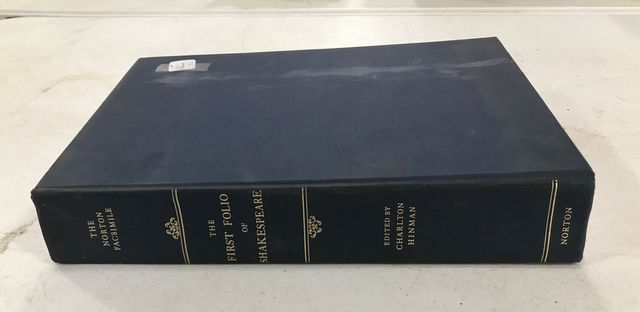 THE
NORTON
FACSIMILE
THE
FIRST FOLIO
OF
SHAKESPEARE
EDITED BY
CHARLTON
HINMAN
NORTON